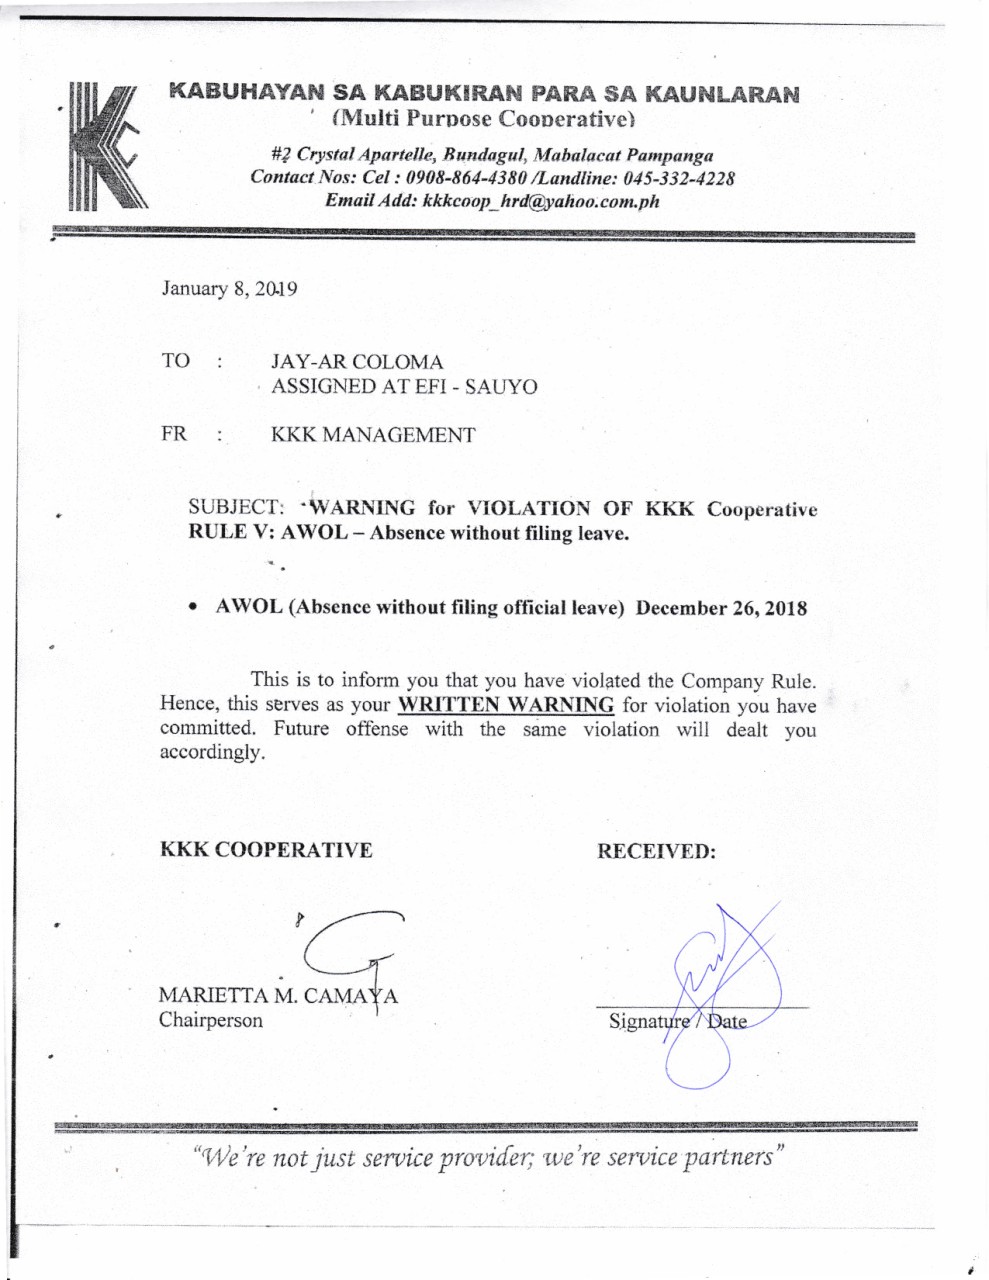 KABUHAYAN SA KABUKIRAN PARA SA KAUNLARAN
(Multi Purpose Cooperative)
#2 Crystal Apartelle, Bundagul, Mabalacat Pampanga
Contact Nos: Cel : 0908-864-4380 /Landline: 045-332-4228
Email Add: kkkcoop_hrd@yahoo.com.ph
January 8, 2019
TO : JAY-AR COLOMA
ASSIGNED AT EFI - SAUYO
FR : KKK MANAGEMENT
SUBJECT: WARNING for VIOLATION OF KKK Cooperative
RULE V: AWOL – Absence without filing leave.
• AWOL (Absence without filing official leave) December 26, 2018
This is to inform you that you have violated the Company Rule.
Hence, this serves as your WRITTEN WARNING for violation you have
committed. Future offense with the same violation will dealt you
accordingly.
KKK COOPERATIVE RECEIVED:
MARIETTA M. CAMAYA
Chairperson Signature / Date
"We're not just service provider; we're service partners"